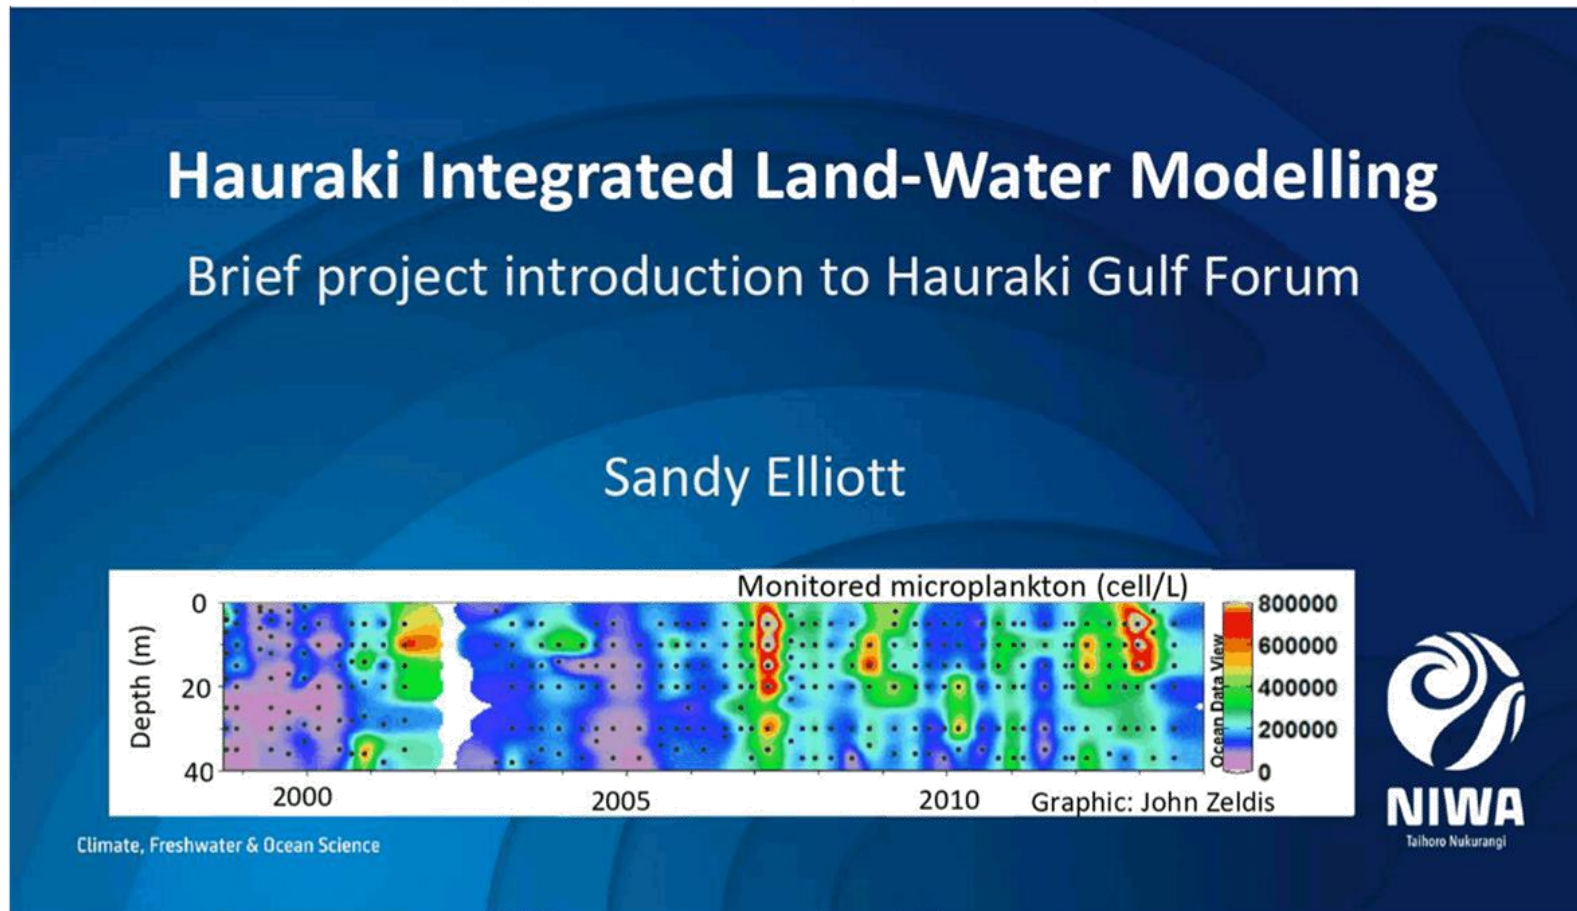 Hauraki Integrated Land-Water Modelling
Brief project introduction to Hauraki Gulf Forum
Sandy Elliott
Monitored microplankton (cell/L)
Depth (m)
0
20
40
2000
2005
2010
Graphic: John Zeldis
Ocean Data View
800000
600000
400000
200000
0
NIWA
Taihoro Nukurangi
Climate, Freshwater & Ocean Science